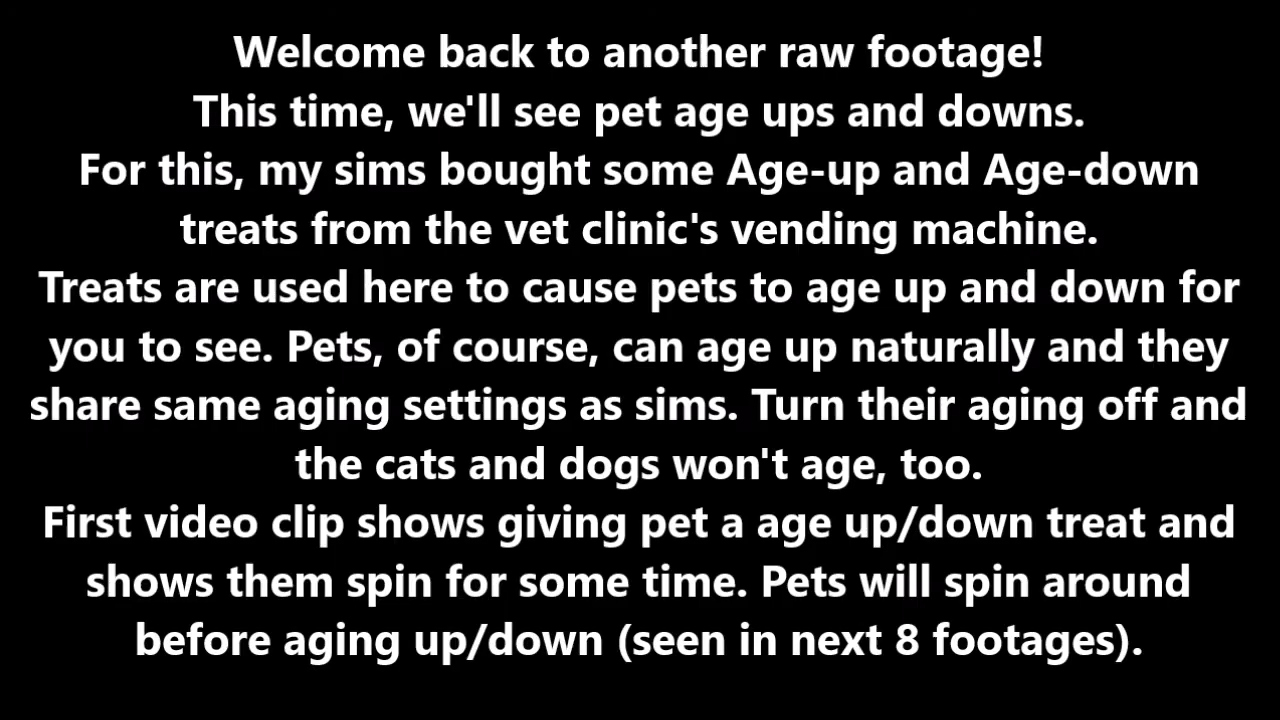 Welcome back to another raw footage!
This time, we'll see pet age ups and downs.
For this, my sims bought some Age-up and Age-down
treats from the vet clinic's vending machine.
Treats are used here to cause pets to age up and down for
you to see. Pets, of course, can age up naturally and they
share same aging settings as sims. Turn their aging off and
the cats and dogs won't age, too.
First video clip shows giving pet a age up/down treat and
shows them spin for some time. Pets will spin around
before aging up/down (seen in next 8 footages).